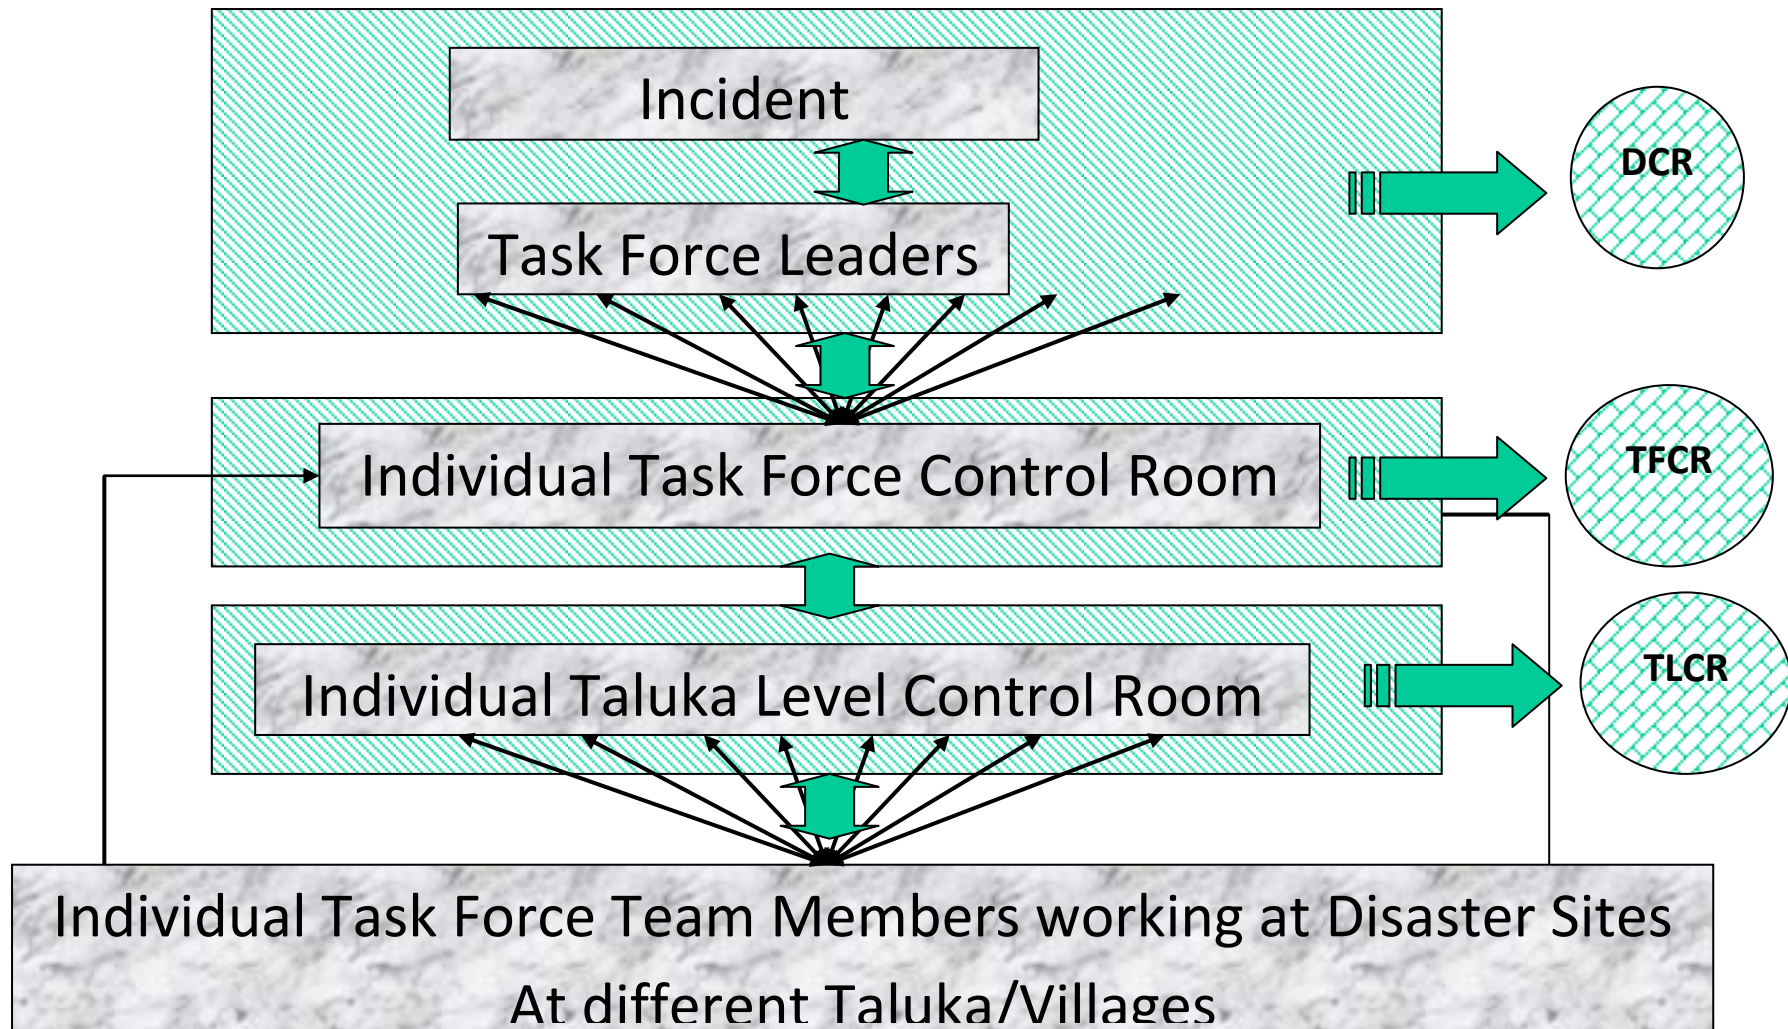 Incident
DCR
Task Force Leaders
Individual Task Force Control Room
TFCR
Individual Taluka Level Control Room
TLCR
Individual Task Force Team Members working at Disaster Sites
At different Taluka/Villages